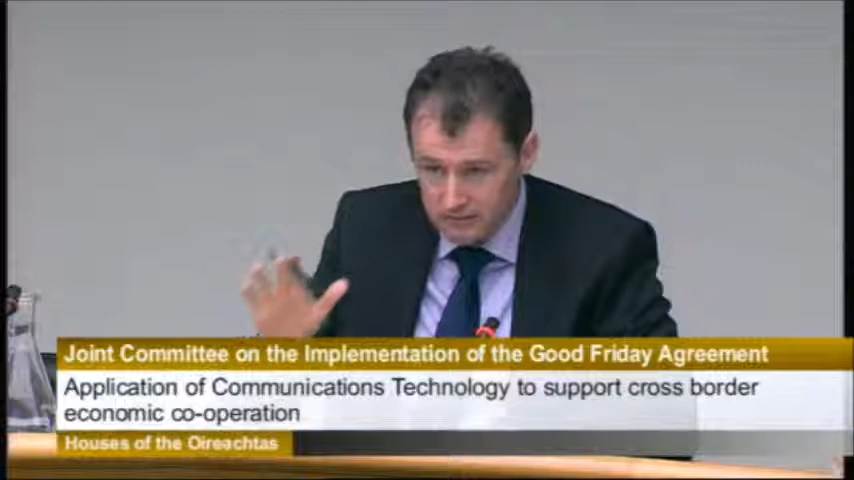 Joint Committee on the Implementation of the Good Friday Agreement
Application of Communications Technology to support cross border
economic co-operation
Houses of the Oireachtas